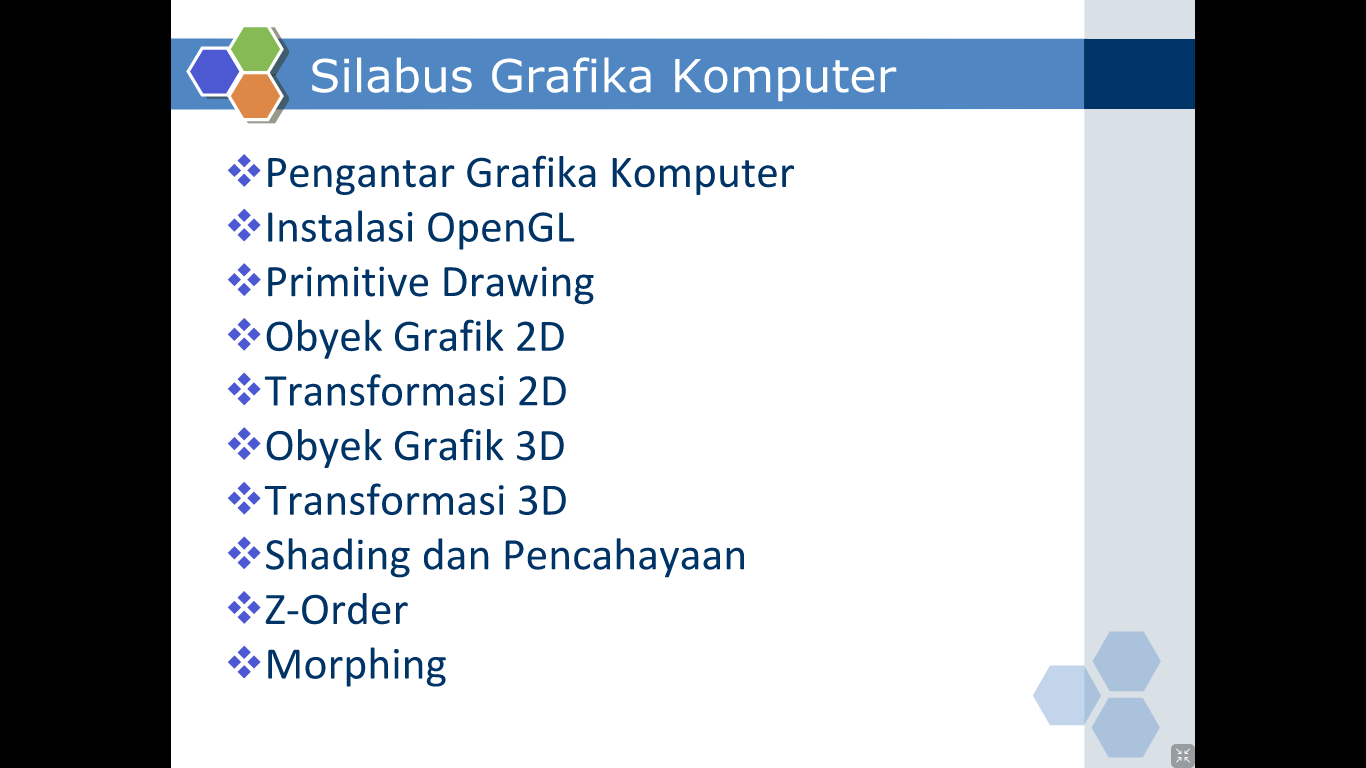 Silabus Grafika Komputer
Pengantar Grafika Komputer
Instalasi OpenGL
Primitive Drawing
Obyek Grafik 2D
Transformasi 2D
Obyek Grafik 3D
Transformasi 3D
Shading dan Pencahayaan
Z-Order
Morphing